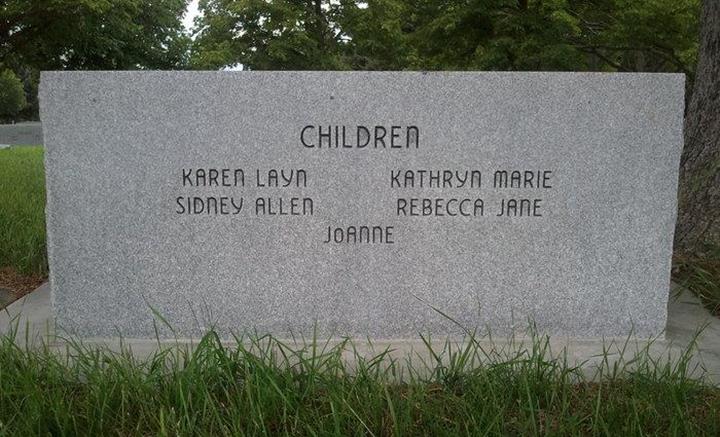 CHILDREN
KAREN LAYN KATHRYN MARIE
SIDNEY ALLEN REBECCA JANE
JoANNE